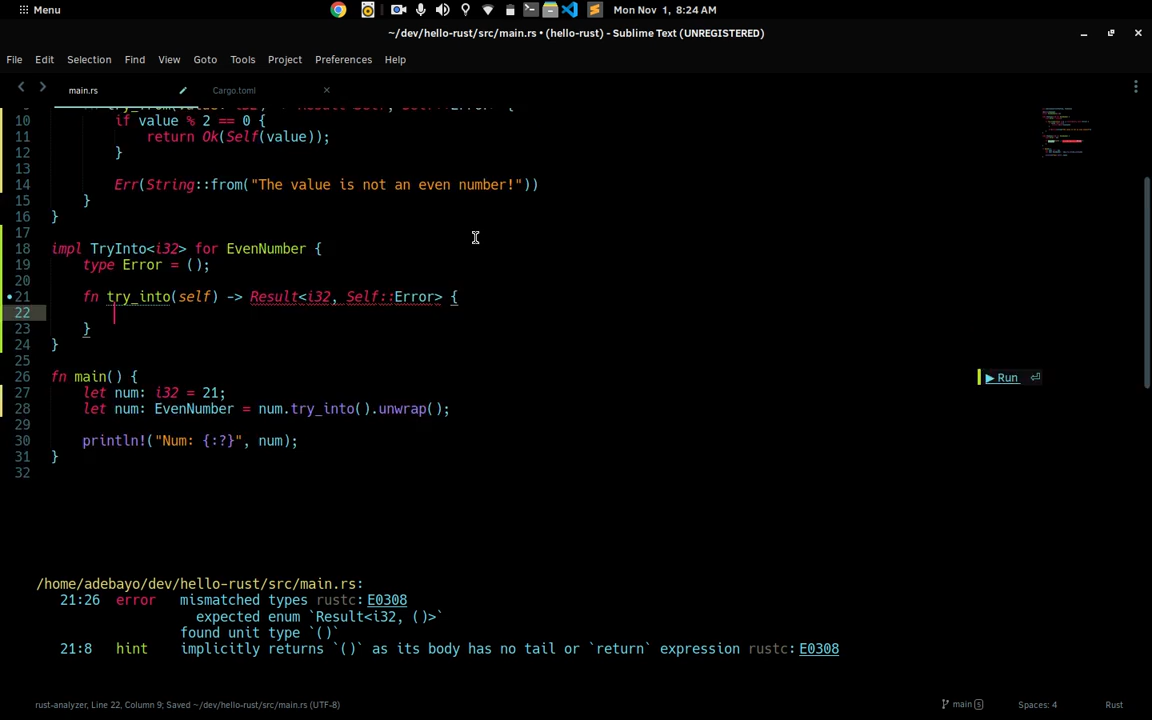 Menu
Mon Nov 1, 8:24 AM
~/dev/hello-rust/src/main.rs • (hello-rust) - Sublime Text (UNREGISTERED)
File Edit Selection Find View Goto Tools Project Preferences Help
main.rs Cargo.toml
10 if value % 2 == 0 {
11 return Ok(Self(value));
12 }
13
14 Err(String::from("The value is not an even number!"))
15 }
16 }
17
18 impl TryInto<i32> for EvenNumber {
19 type Error = ();
20
21 fn try_into(self) -> Result<i32, Self::Error> {
22
23 }
24 }
25
26 fn main() {
▶ Run
27 let num: i32 = 21;
28 let num: EvenNumber = num.try_into().unwrap();
29
30 println!("Num: {:?}", num);
31 }
32
/home/adebayo/dev/hello-rust/src/main.rs:
21:26 error mismatched types rustc: E0308
expected enum `Result<i32, ()>`
found unit type `()`
21:8 hint implicitly returns `()` as its body has no tail or `return` expression rustc: E0308
rust-analyzer, Line 22, Column 9; Saved ~/dev/hello-rust/src/main.rs (UTF-8) main 5 Spaces: 4 Rust